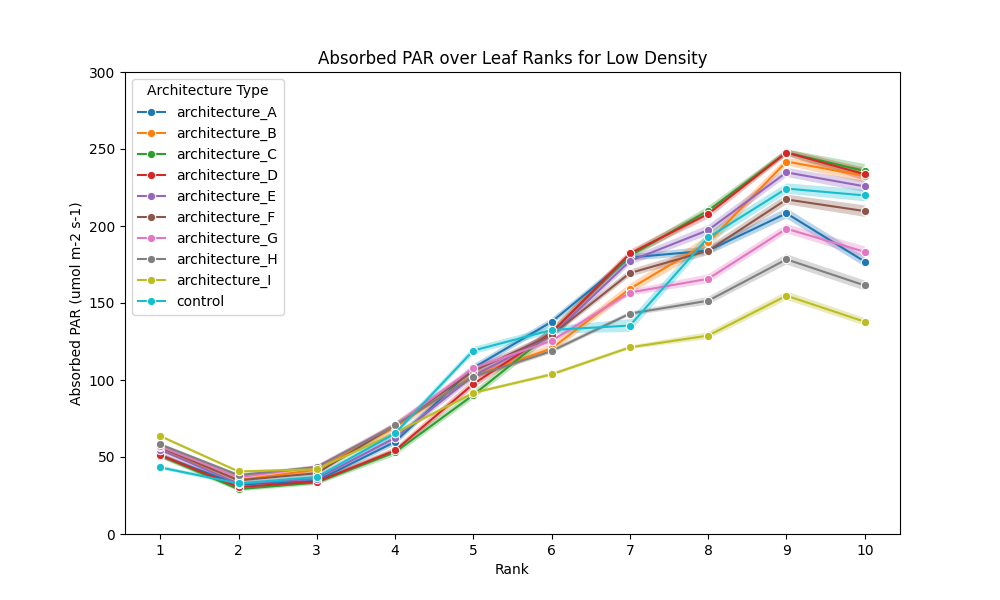 Absorbed PAR over Leaf Ranks for Low Density
Absorbed PAR (umol m-2 s-1)
300
250
200
150
100
50
0
Architecture Type
architecture_A
architecture_B
architecture_C
architecture_D
architecture_E
architecture_F
architecture_G
architecture_H
architecture_I
control
1 2 3 4 5 6 7 8 9 10
Rank